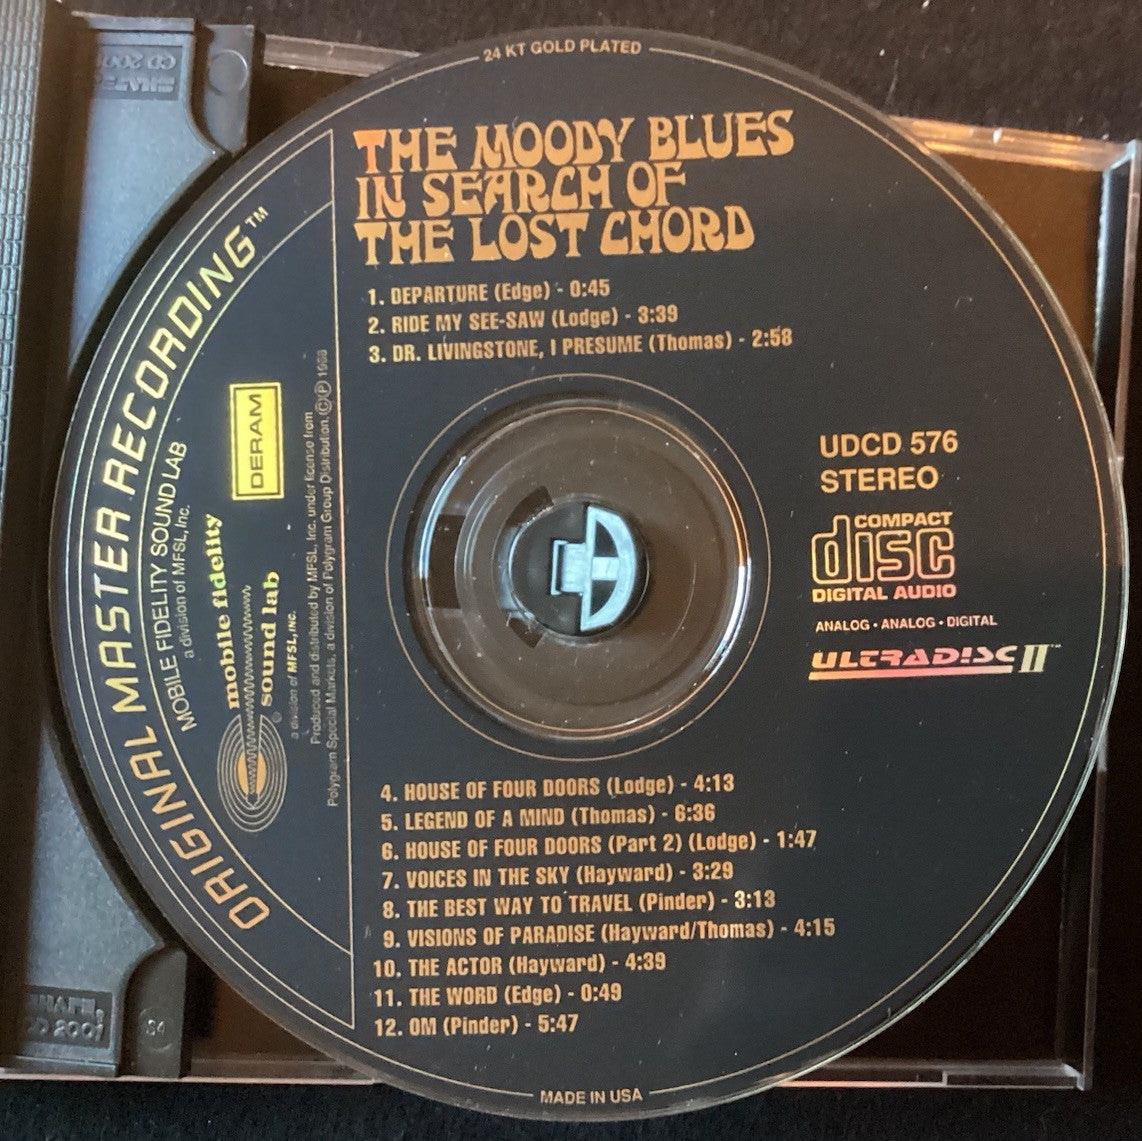 24 KT GOLD PLATED
THE MOODY BLUES
IN SEARCH OF
THE LOST CHORD
1. DEPARTURE (Edge) - 0:45
2. RIDE MY SEE-SAW (Lodge) - 3:39
3. DR. LIVINGSTONE, I PRESUME (Thomas) - 2:58
ORIGINAL MASTER RECORDING™
MOBILE FIDELITY SOUND LAB
a division of MFSL, Inc.
DERAM
mobile fidelity
sound lab
®
a division of MFSL, INC.
Produced and distributed by MFSL, Inc. under license from
Polygram Special Markets, a division of Polygram Group Distribution, ©℗ 1968
UDCD 576
STEREO
COMPACT
disc
DIGITAL AUDIO
ANALOG • ANALOG • DIGITAL
ULTRADISC II™
4. HOUSE OF FOUR DOORS (Lodge) - 4:13
5. LEGEND OF A MIND (Thomas) - 6:36
6. HOUSE OF FOUR DOORS (Part 2) (Lodge) - 1:47
7. VOICES IN THE SKY (Hayward) - 3:29
8. THE BEST WAY TO TRAVEL (Pinder) - 3:13
9. VISIONS OF PARADISE (Hayward/Thomas) - 4:15
10. THE ACTOR (Hayward) - 4:39
11. THE WORD (Edge) - 0:49
12. OM (Pinder) - 5:47
MADE IN USA
CD 2001
S4